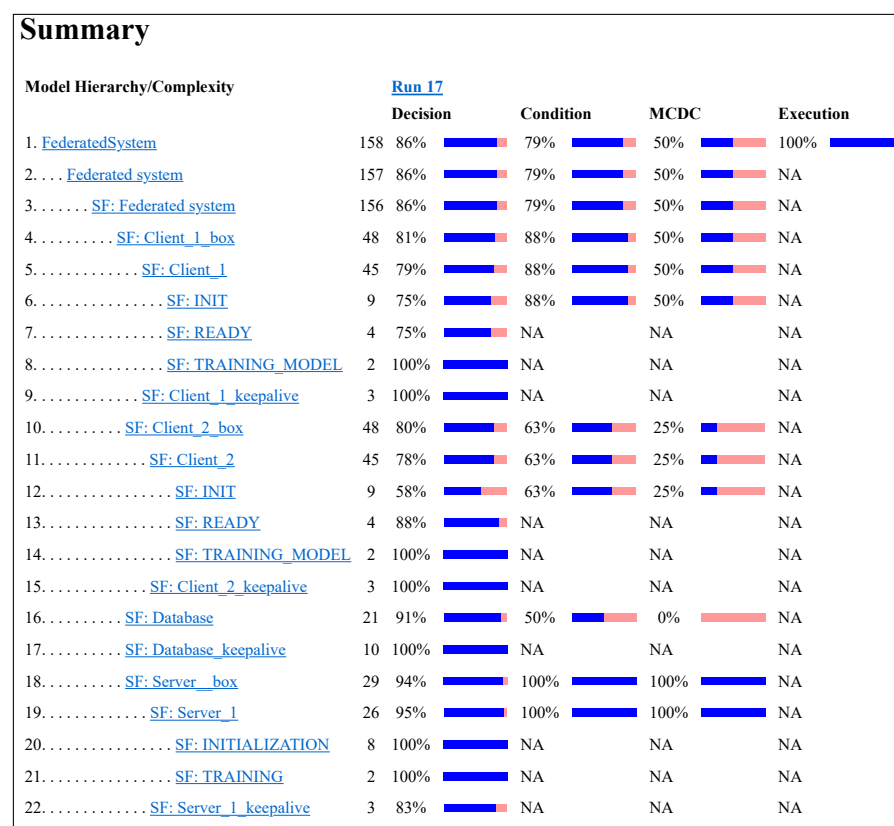 Summary
Model Hierarchy/Complexity Run 17
Decision Condition MCDC Execution
1. FederatedSystem 158 86% 79% 50% 100%
2. . . . Federated system 157 86% 79% 50% NA
3. . . . . . . SF: Federated system 156 86% 79% 50% NA
4. . . . . . . . . . SF: Client_1_box 48 81% 88% 50% NA
5. . . . . . . . . . . . . SF: Client_1 45 79% 88% 50% NA
6. . . . . . . . . . . . . . . . SF: INIT 9 75% 88% 50% NA
7. . . . . . . . . . . . . . . . SF: READY 4 75% NA NA NA
8. . . . . . . . . . . . . . . . SF: TRAINING_MODEL 2 100% NA NA NA
9. . . . . . . . . . . . . SF: Client_1_keepalive 3 100% NA NA NA
10. . . . . . . . . . SF: Client_2_box 48 80% 63% 25% NA
11. . . . . . . . . . . . . SF: Client_2 45 78% 63% 25% NA
12. . . . . . . . . . . . . . . . SF: INIT 9 58% 63% 25% NA
13. . . . . . . . . . . . . . . . SF: READY 4 88% NA NA NA
14. . . . . . . . . . . . . . . . SF: TRAINING_MODEL 2 100% NA NA NA
15. . . . . . . . . . . . . SF: Client_2_keepalive 3 100% NA NA NA
16. . . . . . . . . . SF: Database 21 91% 50% 0% NA
17. . . . . . . . . . SF: Database_keepalive 10 100% NA NA NA
18. . . . . . . . . . SF: Server__box 29 94% 100% 100% NA
19. . . . . . . . . . . . . SF: Server_1 26 95% 100% 100% NA
20. . . . . . . . . . . . . . . . SF: INITIALIZATION 8 100% NA NA NA
21. . . . . . . . . . . . . . . . SF: TRAINING 2 100% NA NA NA
22. . . . . . . . . . . . . SF: Server_1_keepalive 3 83% NA NA NA